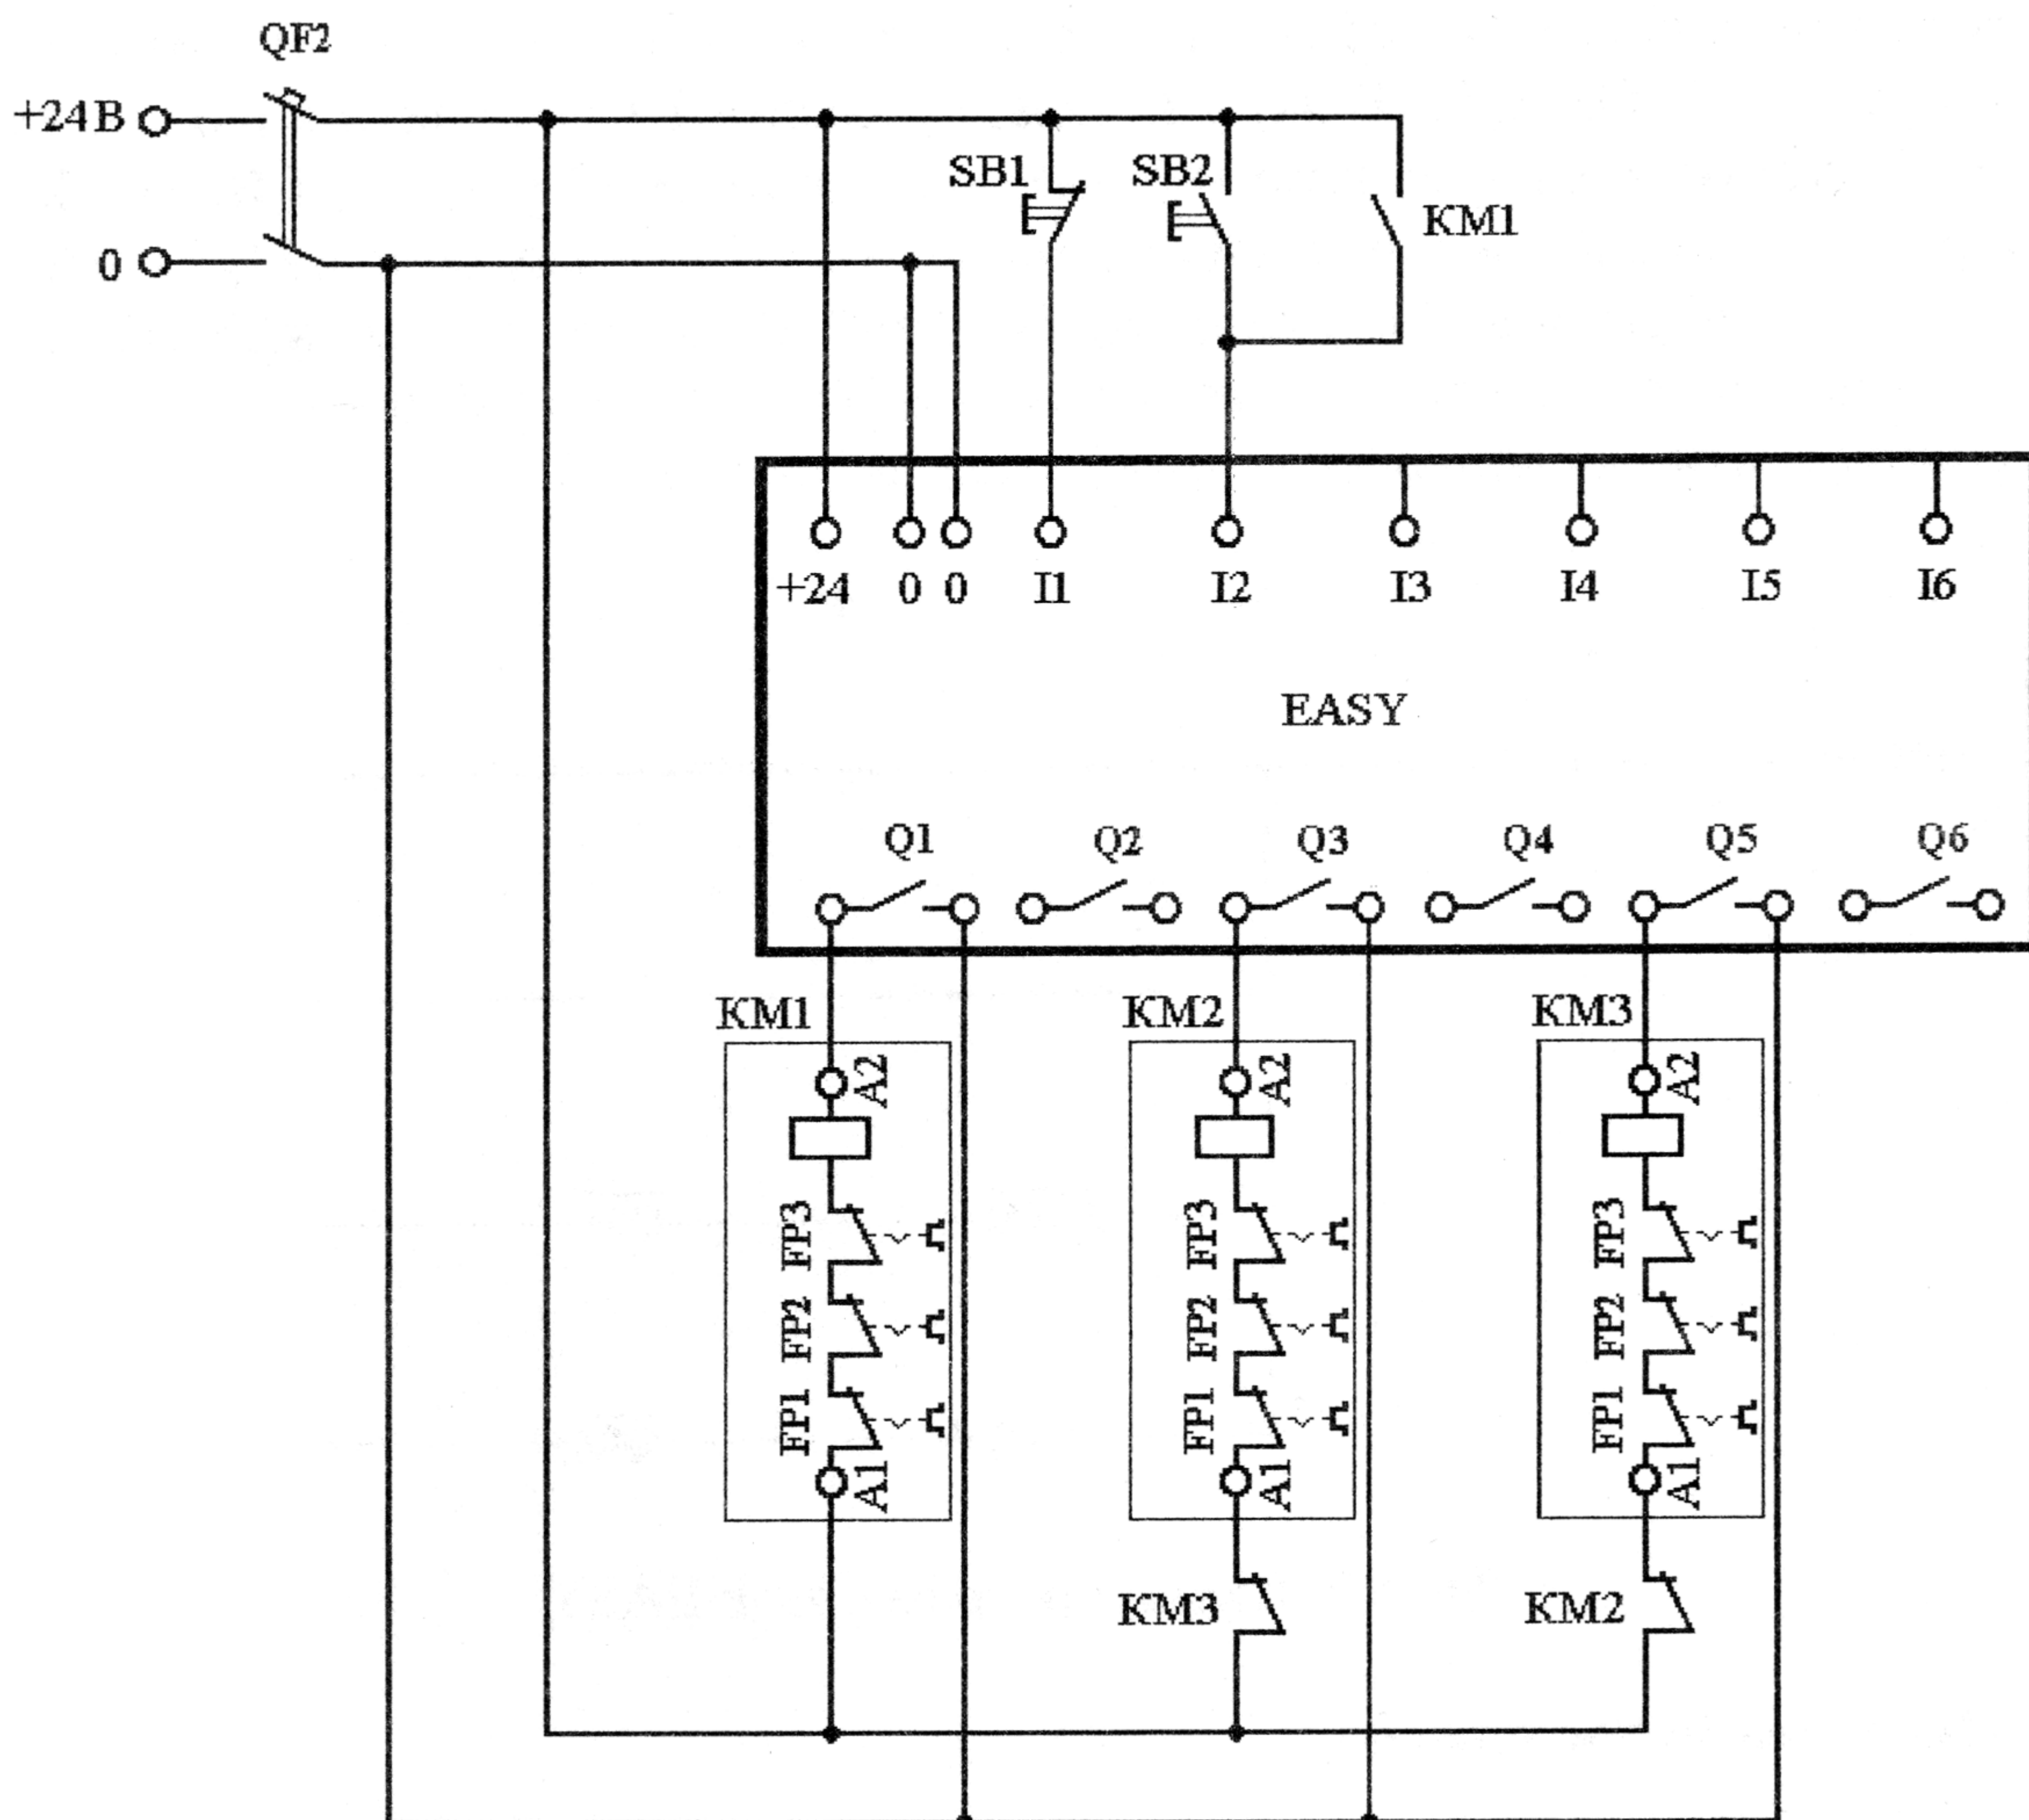 QF2
+24В
SB1
SB2
KM1
0
+24 0 0 I1 I2 I3 I4 I5 I6
EASY
Q1 Q2 Q3 Q4 Q5 Q6
KM1
KM2
KM3
A2
A2
A2
FP3
FP3
FP3
FP2
FP2
FP2
FP1
FP1
FP1
A1
A1
A1
KM3
KM2